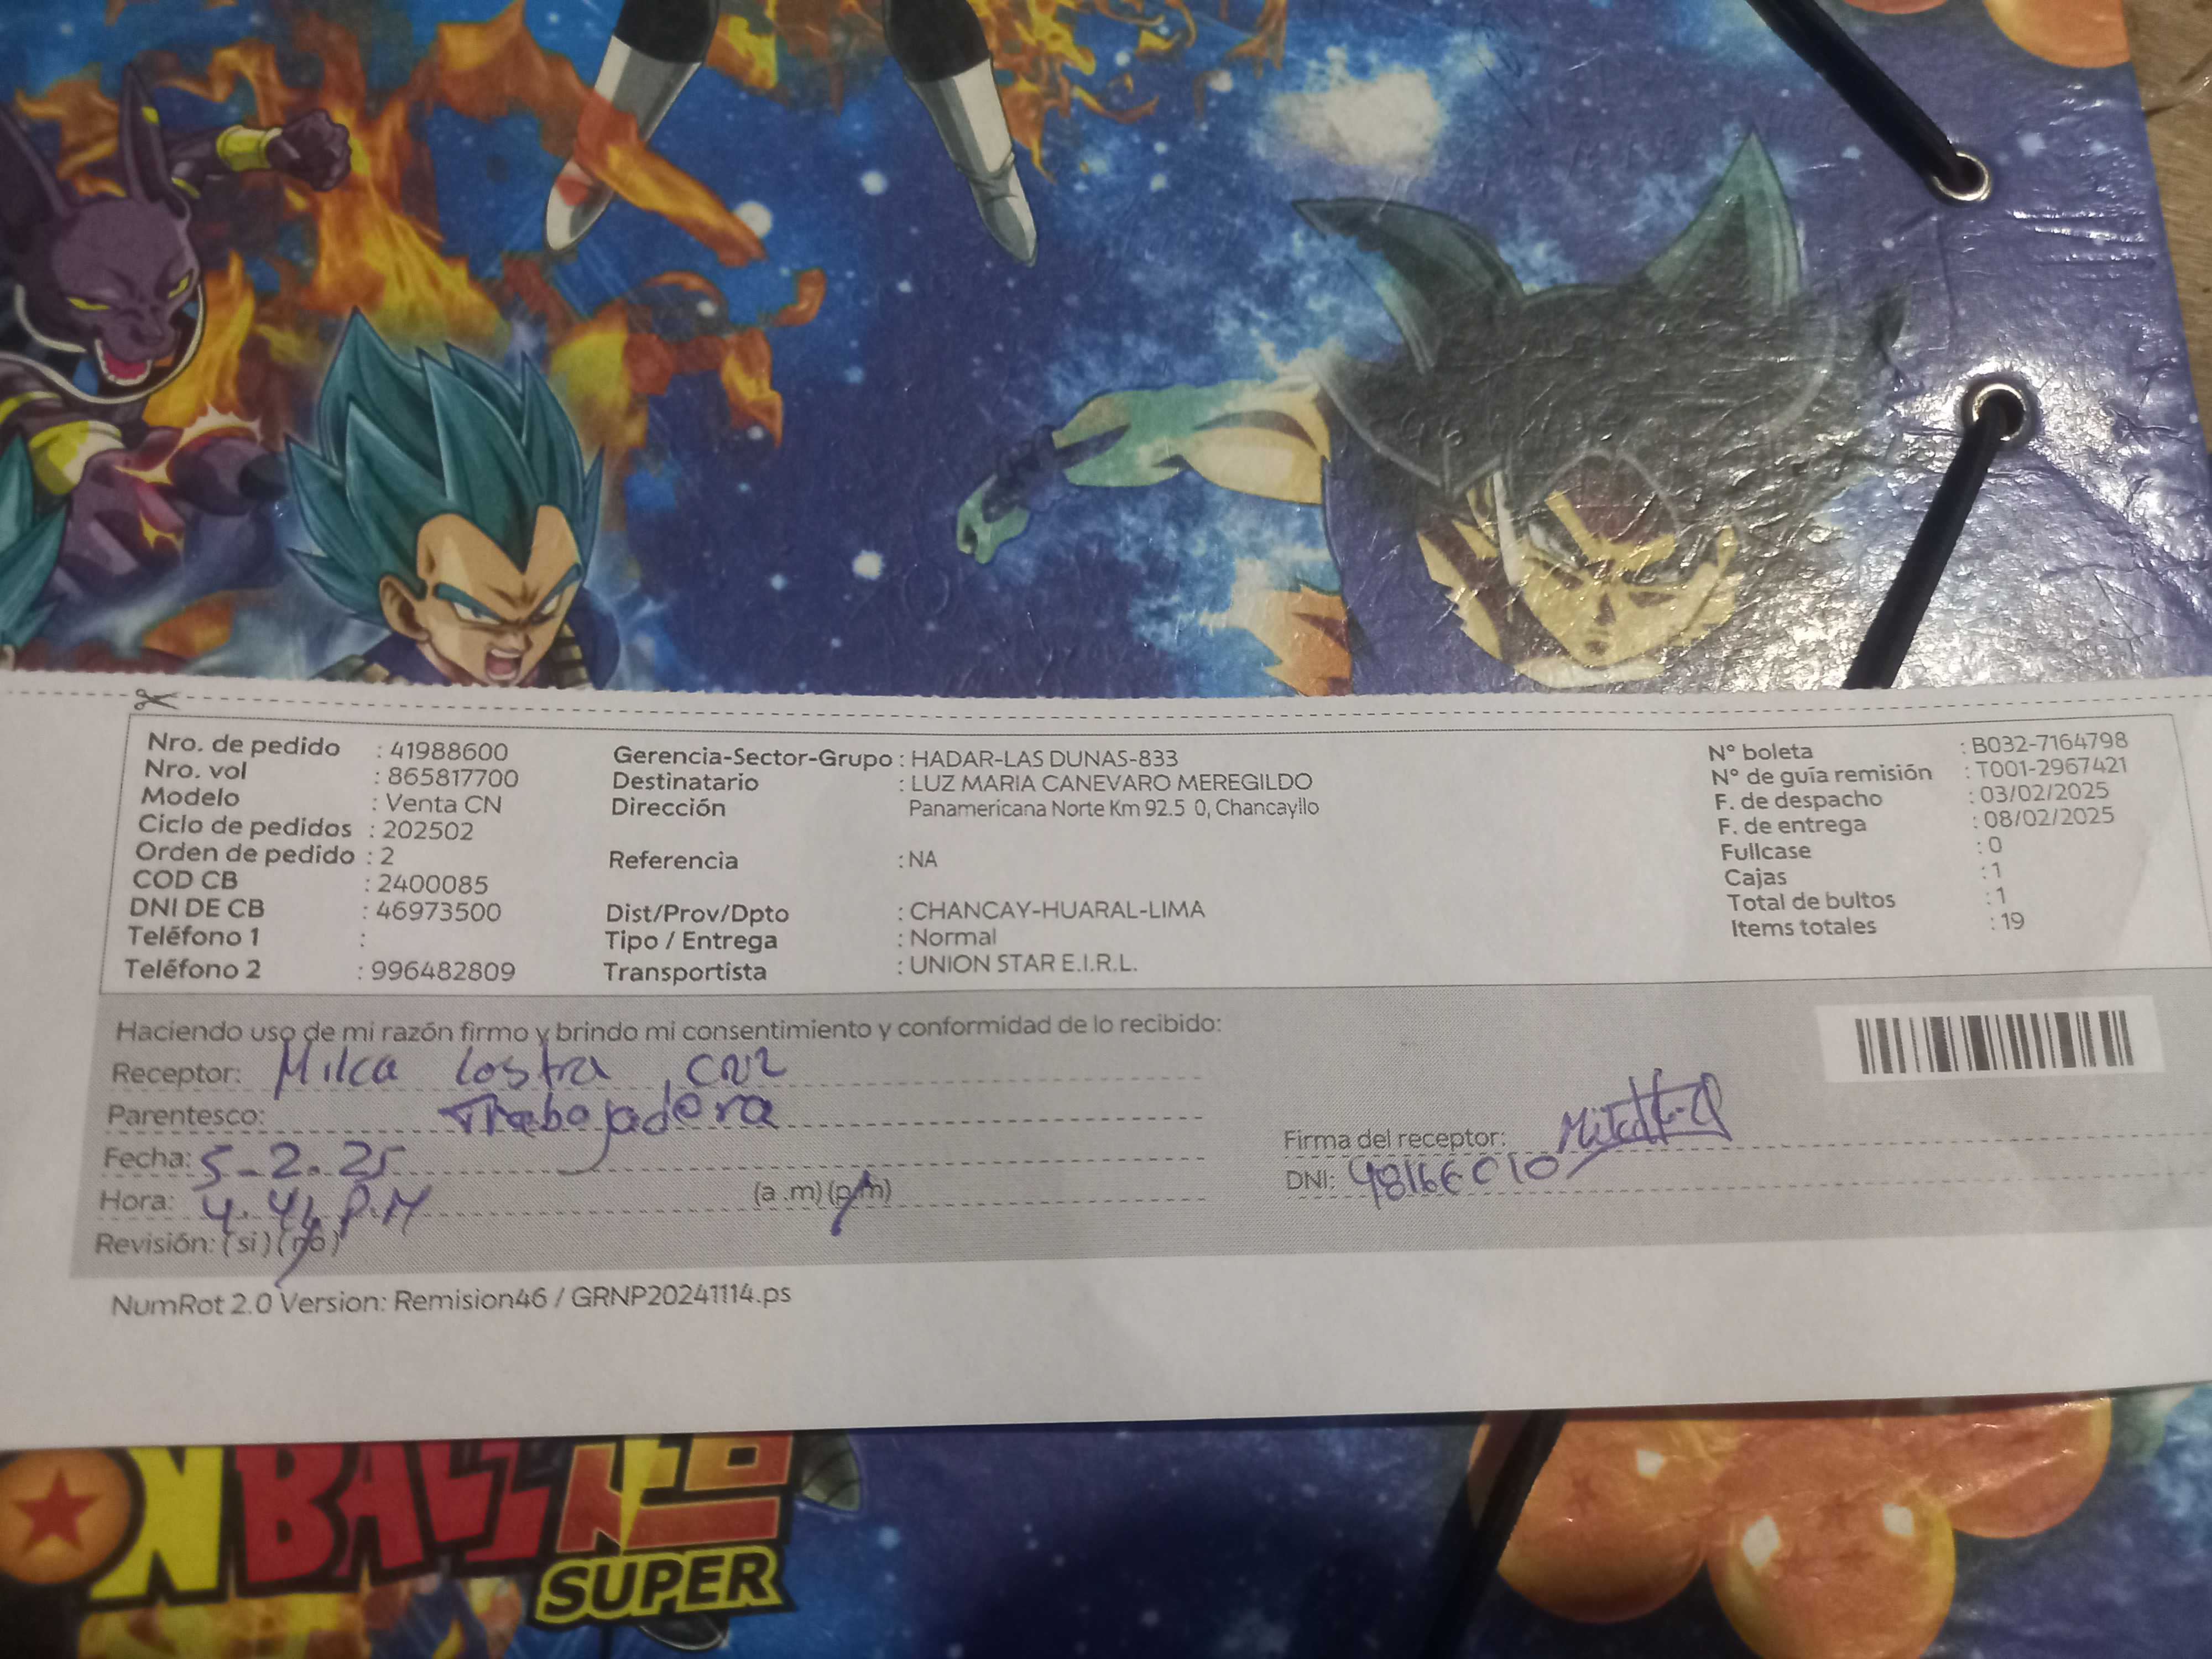 Nro. de pedido : 41988600
Nro. vol : 865817700
Modelo : Venta CN
Ciclo de pedidos : 202502
Orden de pedido : 2
COD CB : 2400085
DNI DE CB : 46973500
Teléfono 1 :
Teléfono 2 : 996482809
Gerencia-Sector-Grupo : HADAR-LAS DUNAS-833
Destinatario : LUZ MARIA CANEVARO MEREGILDO
Dirección Panamericana Norte Km 92.5 0, Chancayllo
Referencia : NA
Dist/Prov/Dpto : CHANCAY-HUARAL-LIMA
Tipo / Entrega : Normal
Transportista : UNION STAR E.I.R.L.
N° boleta : B032-7164798
N° de guía remisión : T001-2967421
F. de despacho : 03/02/2025
F. de entrega : 08/02/2025
Fullcase : 0
Cajas : 1
Total de bultos : 1
Items totales : 19
Haciendo uso de mi razón firmo y brindo mi consentimiento y conformidad de lo recibido:
Receptor: Milca Lostra
Parentesco: Trabajadora
Fecha: 5-2.25
Hora: P.M (a.m) (p.m)
Revisión: (si) (no)
Firma del receptor:
DNI:
NumRot 2.0 Version: Remision46 / GRNP20241114.ps
ON BALL
SUPER